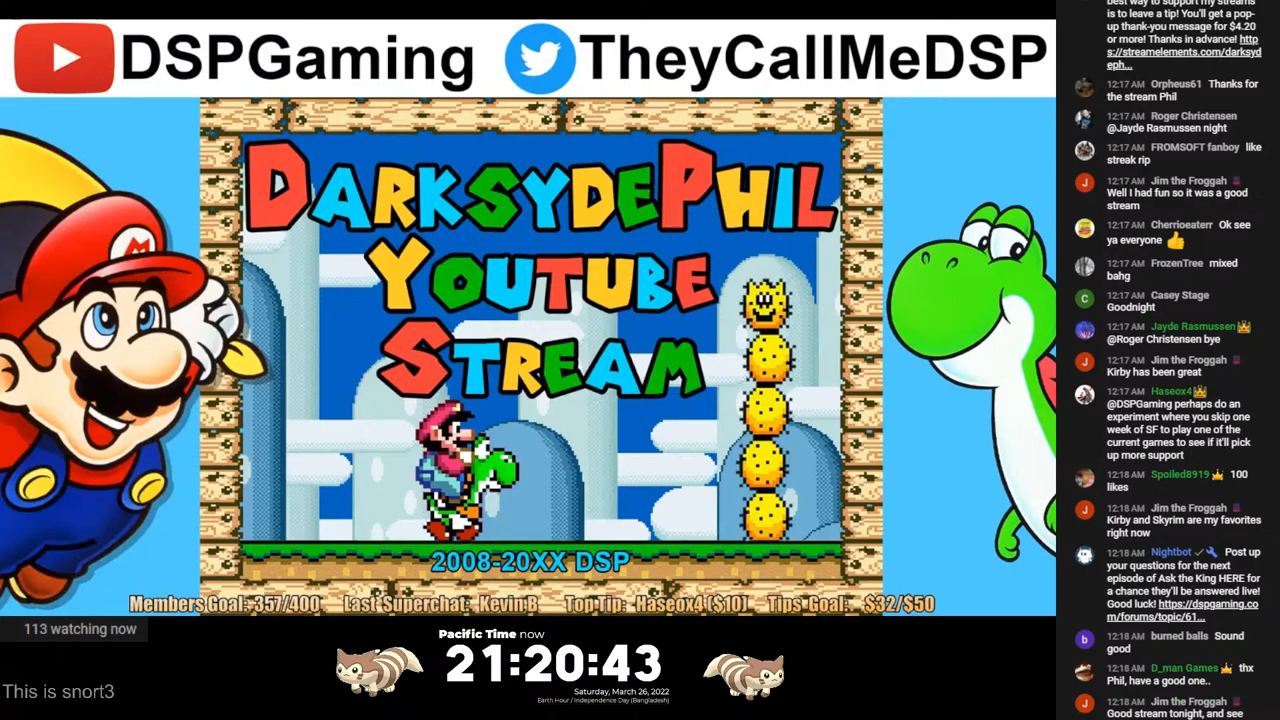 DSPGaming
TheyCallMeDSP
DARKSYDEPHIL
YOUTUBE
STREAM
2008-20XX DSP
Members Goal: 357/400 Last Superchat: Kevin B Top Tip: Haseox4 ($10) Tips Goal: $32/$50
113 watching now
Pacific Time now
21:20:43
Saturday, March 26, 2022
Earth Hour / Independence Day (Bangladesh)
This is snort3
best way to support my streams
is to leave a tip! You'll get a pop-
up thank-you message for $4.20
or more! Thanks in advance! http
s://streamelements.com/darksyd
eph...
12:17 AM Orpheus61 Thanks for
the stream Phil
12:17 AM Roger Christensen
@Jayde Rasmussen night
12:17 AM FROMSOFT fanboy like
streak rip
12:17 AM Jim the Froggah
Well I had fun so it was a good
stream
12:17 AM Cherrioeaterr Ok see
ya everyone
12:17 AM FrozenTree mixed
bahg
12:17 AM Casey Stage
Goodnight
12:17 AM Jayde Rasmussen
@Roger Christensen bye
12:17 AM Jim the Froggah
Kirby has been great
12:17 AM Haseox4
@DSPGaming perhaps do an
experiment where you skip one
week of SF to play one of the
current games to see if it'll pick
up more support
12:18 AM Spoiled8919 100
likes
12:18 AM Jim the Froggah
Kirby and Skyrim are my favorites
right now
12:18 AM Nightbot Post up
your questions for the next
episode of Ask the King HERE for
a chance they'll be answered live!
Good luck! https://dspgaming.co
m/forums/topic/61...
12:18 AM burned balls Sound
good
12:18 AM D_man Games thx
Phil, have a good one..
12:18 AM Jim the Froggah
Good stream tonight, and see